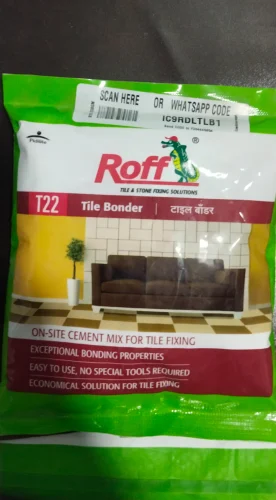 SCAN HERE OR WHATSAPP CODE
IC9RDLTLB1
Pidilite
Roff®
TILE & STONE FIXING SOLUTIONS
T22 Tile Bonder | टाइल बॉंडर
ON-SITE CEMENT MIX FOR TILE FIXING
EXCEPTIONAL BONDING PROPERTIES
EASY TO USE, NO SPECIAL TOOLS REQUIRED
ECONOMICAL SOLUTION FOR TILE FIXING